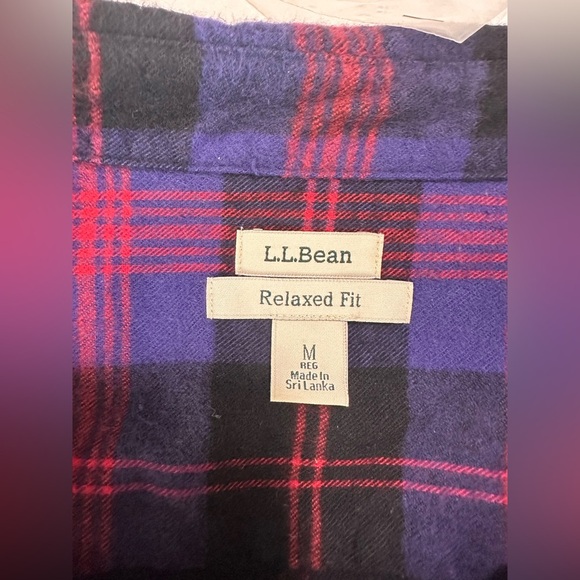 L.L.Bean
Relaxed Fit
M
REG
Made In
Sri Lanka